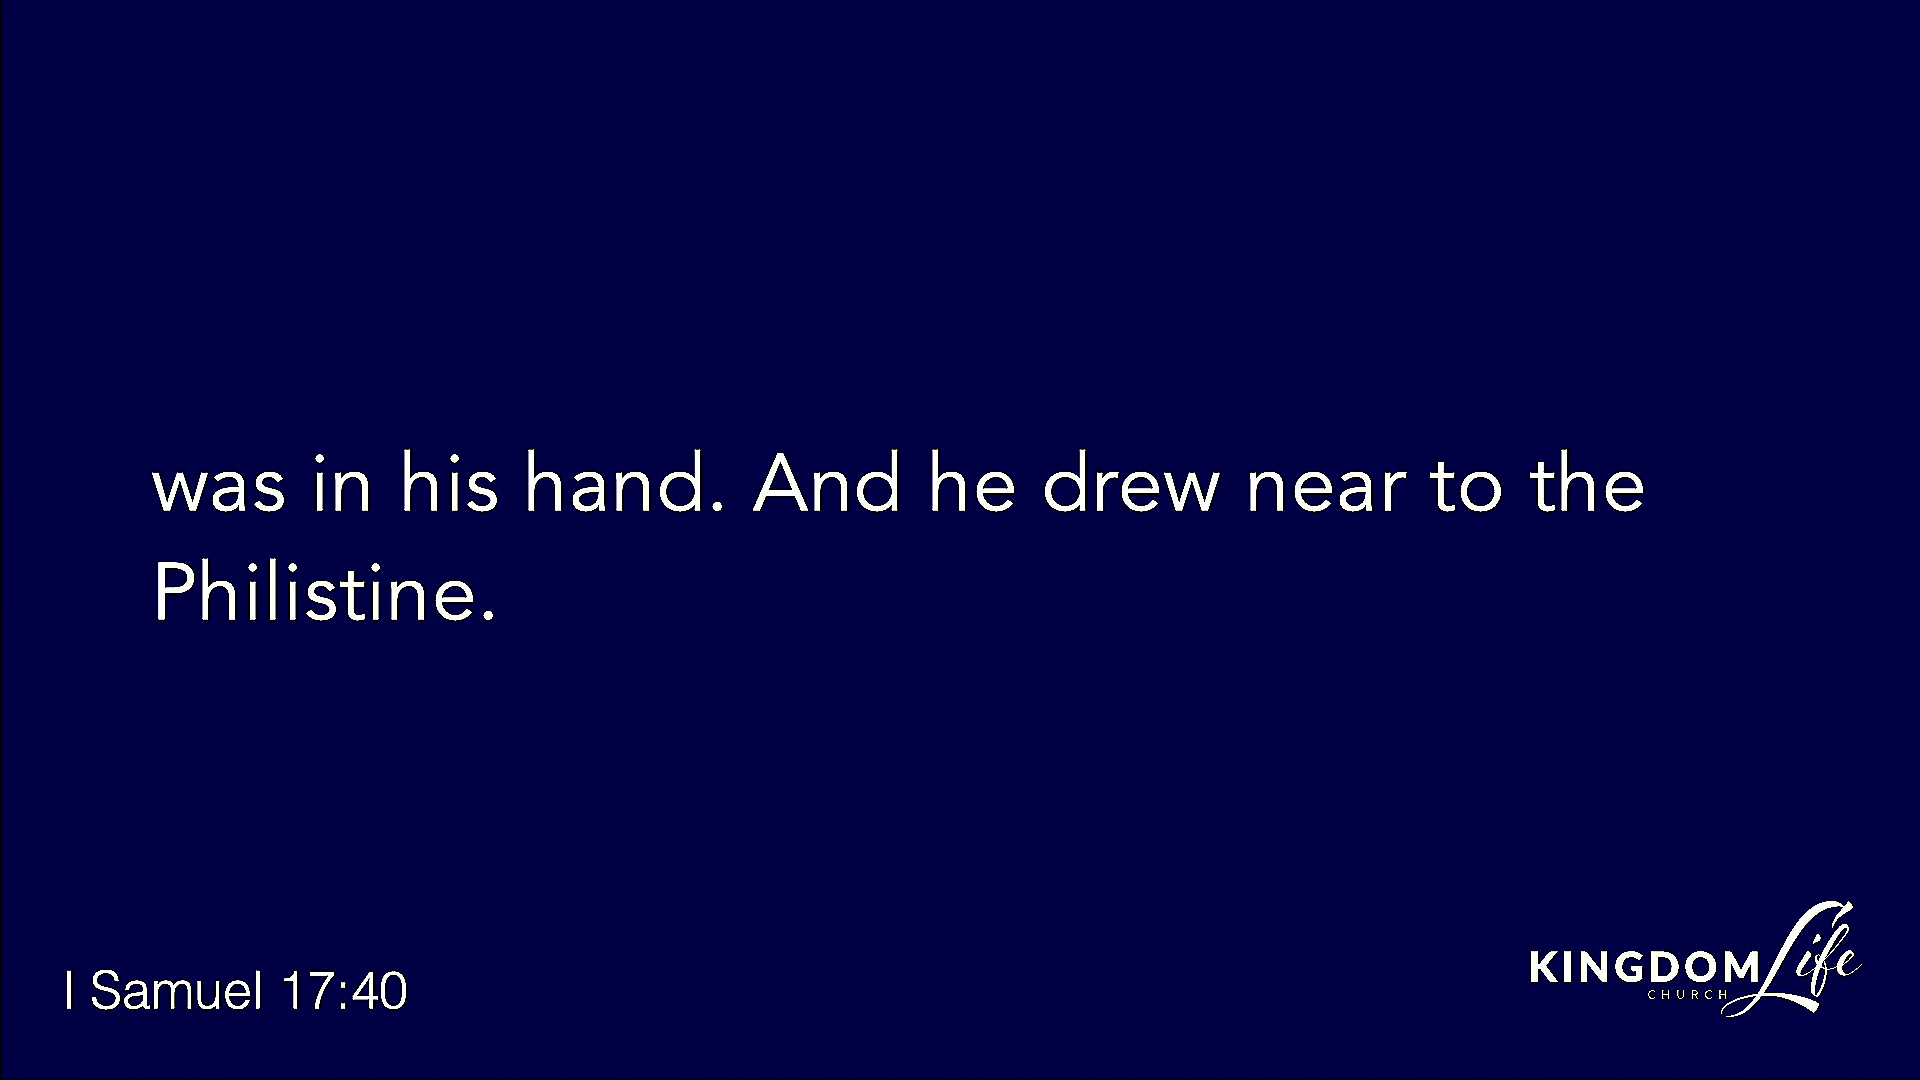 was in his hand. And he drew near to the
Philistine.
I Samuel 17:40
KINGDOM Life
CHURCH